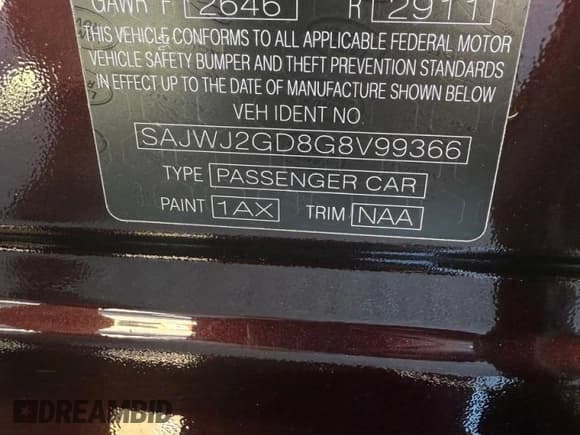 GAWR F 2646 R 2911
THIS VEHICLE CONFORMS TO ALL APPLICABLE FEDERAL MOTOR
VEHICLE SAFETY BUMPER AND THEFT PREVENTION STANDARDS
IN EFFECT UP TO THE DATE OF MANUFACTURE SHOWN BELOW
VEH IDENT NO.
SAJWJ2GD8G8V99366
TYPE PASSENGER CAR
PAINT 1AX TRIM NAA
DREAMBID